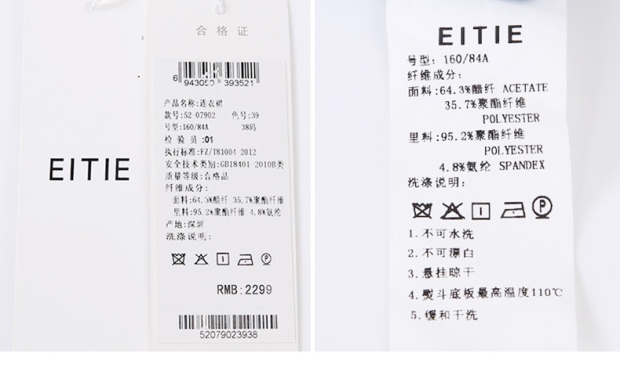 EITIE
合格证
6 943050 393521
产品名称:连衣裙
款号:52-07902 色号:39
号型:160/84A 38码
检验员:01
执行标准:FZ/T81004 2012
安全技术类别:GB18401 2010B类
质量等级:合格品
纤维成分:
面料:64.3%醋纤 35.7%聚酯纤维
里料:95.2%聚酯纤维 4.8%氨纶
产地:深圳
洗涤说明:
RMB:2299
52079023938
EITIE
号型:160/84A
纤维成分:
面料:64.3%醋纤 ACETATE
35.7%聚酯纤维
POLYESTER
里料:95.2%聚酯纤维
POLYESTER
4.8%氨纶 SPANDEX
洗涤说明:
1.不可水洗
2.不可漂白
3.悬挂晾干
4.熨斗底板最高温度110℃
5.缓和干洗